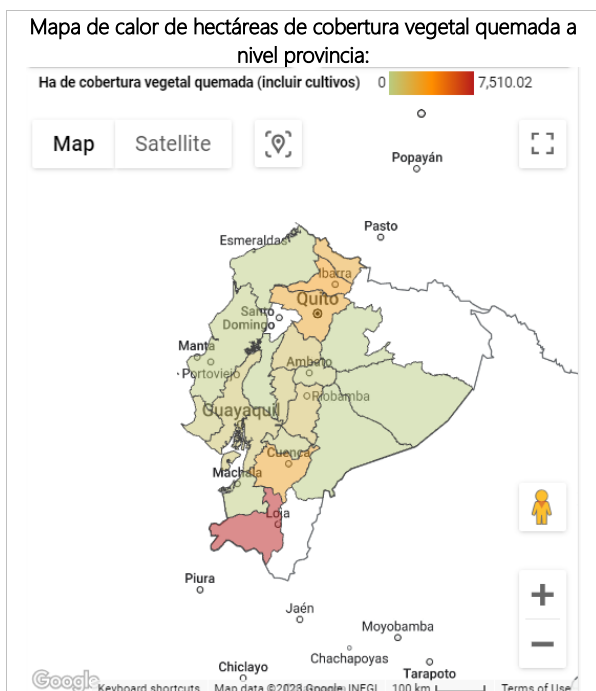 Mapa de calor de hectáreas de cobertura vegetal quemada a
nivel provincia:
Ha de cobertura vegetal quemada (incluir cultivos) 0 7,510.02
Map Satellite
Popayán
Pasto
Esmeraldas
Ibarra
Quito
Santo
Domingo
Manta
Portoviejo
Ambato
Riobamba
Guayaquil
Cuenca
Machala
Loja
Piura
Jaén
Moyobamba
Chachapoyas
Chiclayo
Tarapoto
Google
Keyboard shortcuts Map data ©2023 Google, INEGI 100 km Terms of Use